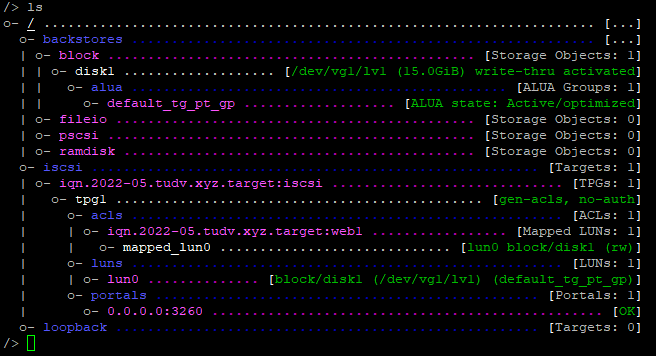 /> ls
o- / ......................................................................... [...]
  o- backstores .............................................................. [...]
  | o- block .................................................. [Storage Objects: 1]
  | | o- disk1 .................... [/dev/vg1/lv1 (15.0GiB) write-thru activated]
  | |   o- alua ................................................... [ALUA Groups: 1]
  | |     o- default_tg_pt_gp ....................... [ALUA state: Active/optimized]
  | o- fileio ................................................. [Storage Objects: 0]
  | o- pscsi .................................................. [Storage Objects: 0]
  | o- ramdisk ................................................ [Storage Objects: 0]
  o- iscsi ............................................................ [Targets: 1]
  | o- iqn.2022-05.tudv.xyz.target:iscsi ................................. [TPGs: 1]
  |   o- tpg1 .................................................. [gen-acls, no-auth]
  |     o- acls .......................................................... [ACLs: 1]
  |     | o- iqn.2022-05.tudv.xyz.target:web1 ..................... [Mapped LUNs: 1]
  |     |   o- mapped_lun0 ................................. [lun0 block/disk1 (rw)]
  |     o- luns .......................................................... [LUNs: 1]
  |     | o- lun0 .............. [block/disk1 (/dev/vg1/lv1) (default_tg_pt_gp)]
  |     o- portals .................................................... [Portals: 1]
  |       o- 0.0.0.0:3260 ..................................................... [OK]
  o- loopback ......................................................... [Targets: 0]
/>